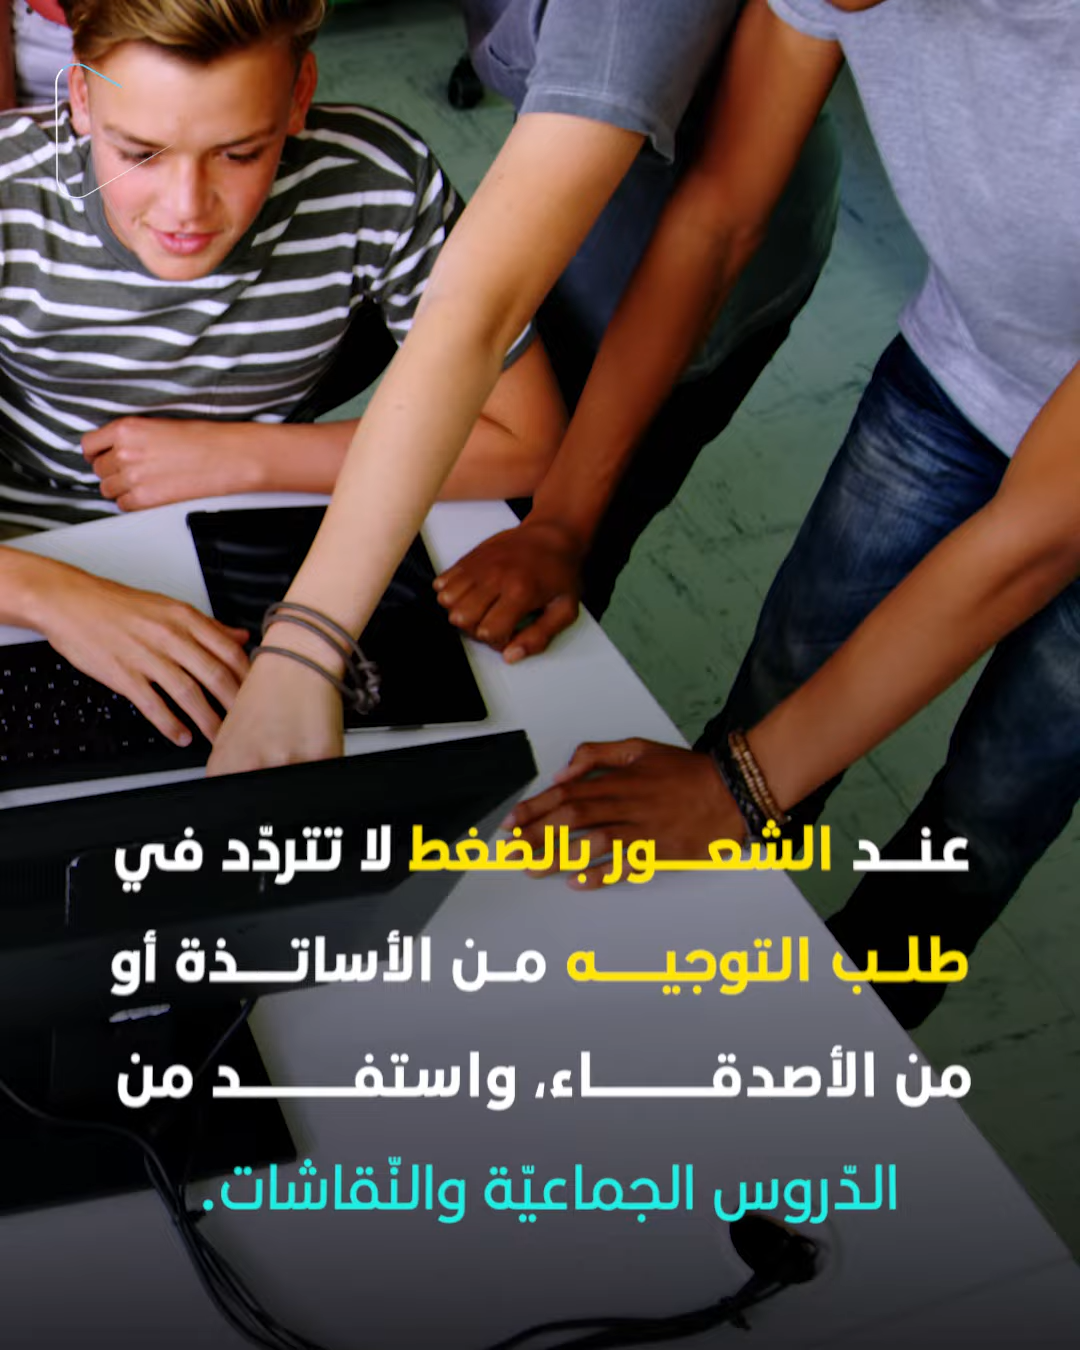 عند الشعور بالضغط لا تتردّد في
طلب التوجيه من الأساتذة أو
من الأصدقاء، واستفد من
الدّروس الجماعيّة والنّقاشات.